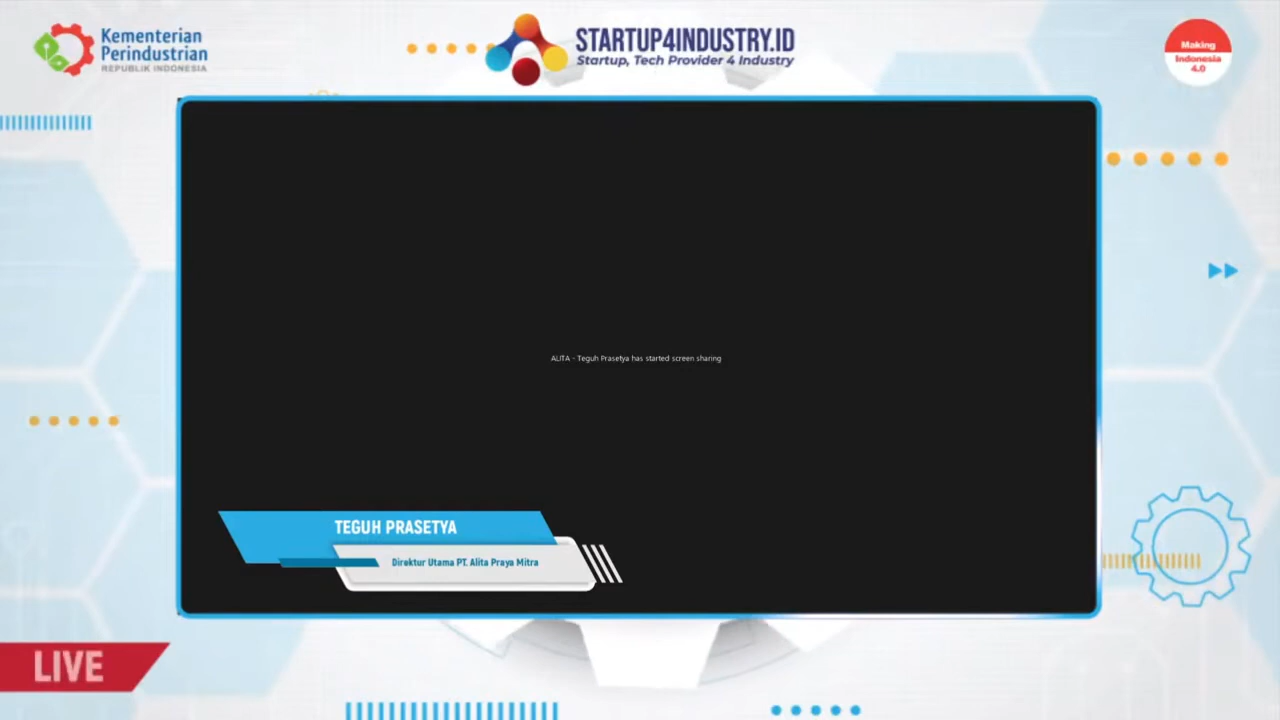 Kementerian
Perindustrian
REPUBLIK INDONESIA
STARTUP4INDUSTRY.ID
Startup, Tech Provider 4 Industry
Making
Indonesia
4.0
ALITA - Teguh Prasetya has started screen sharing
TEGUH PRASETYA
Direktur Utama PT. Alita Praya Mitra
LIVE